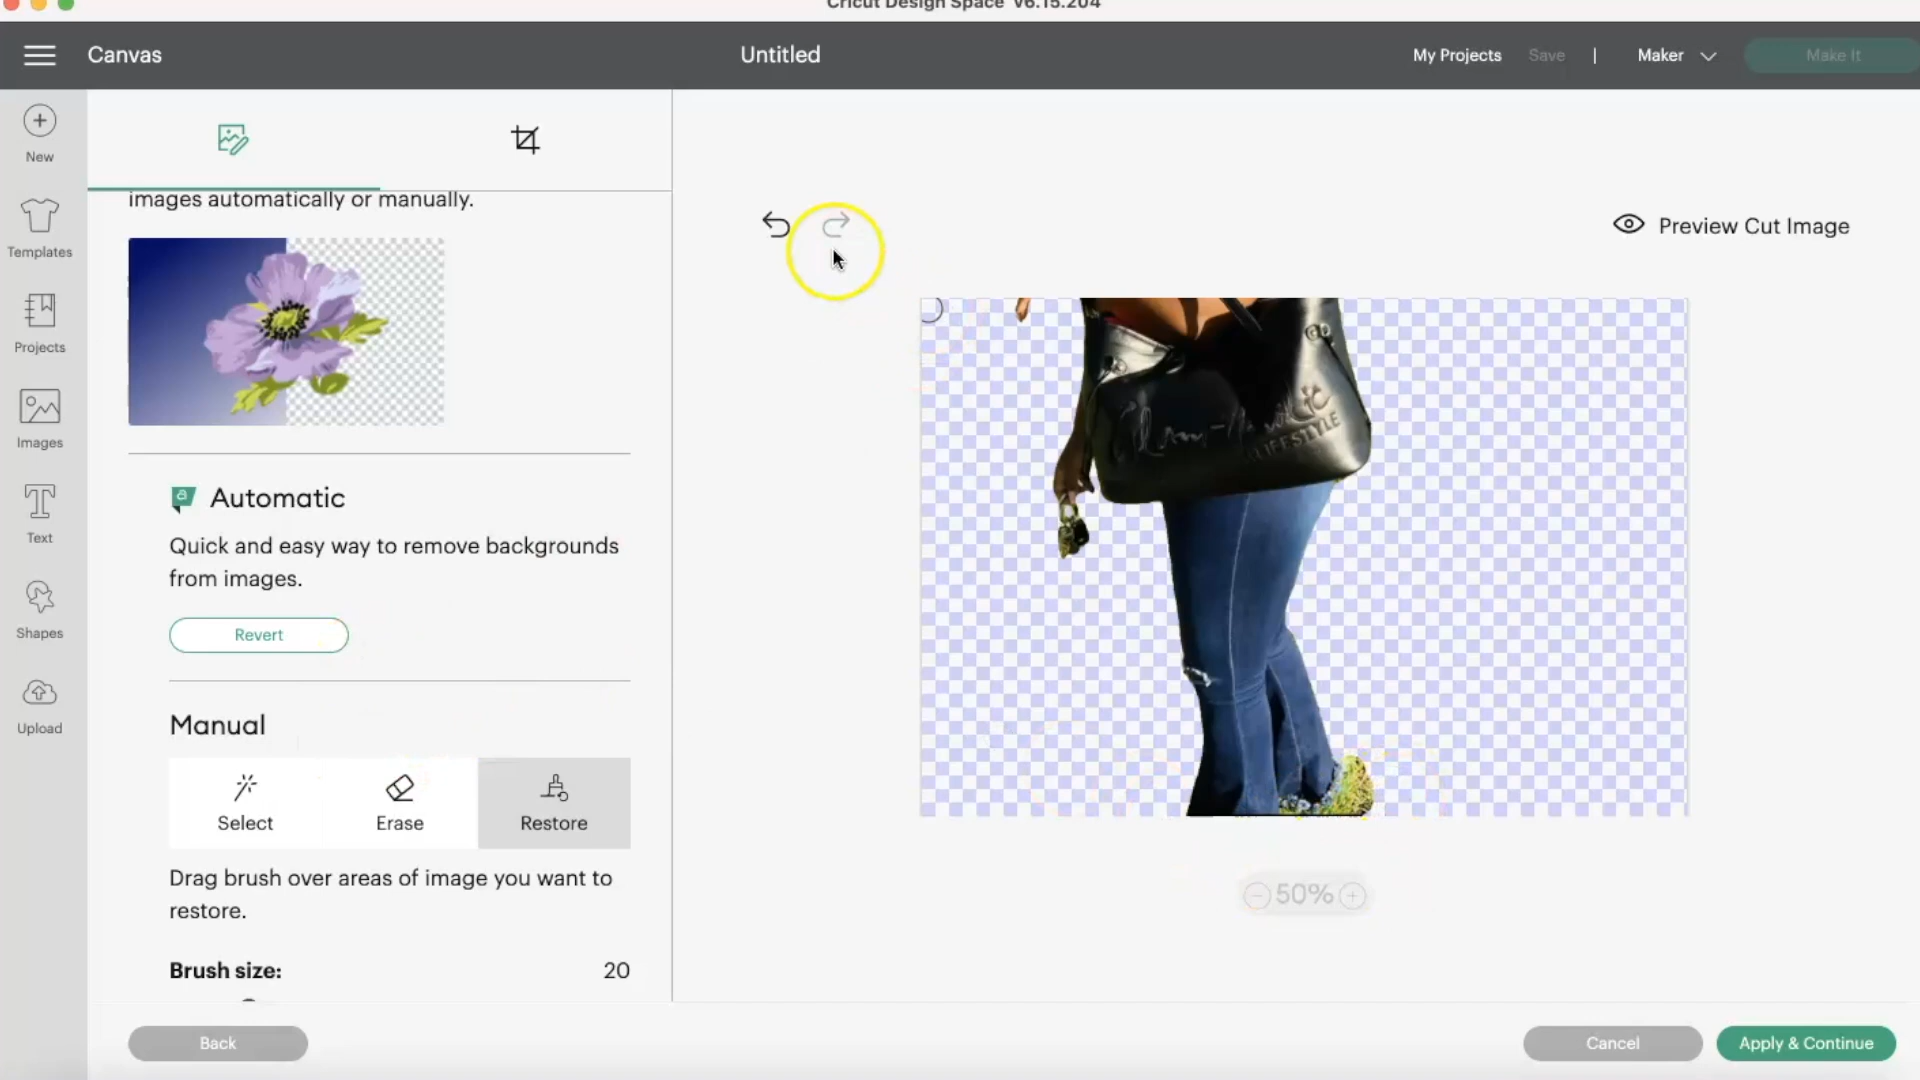 Cricut Design Space v6.15.204
Canvas
Untitled
My Projects
Save
|
Maker
Make It
New
Templates
Projects
Images
Text
Shapes
Upload
images automatically or manually.
Automatic
Quick and easy way to remove backgrounds
from images.
Revert
Manual
Select
Erase
Restore
Drag brush over areas of image you want to
restore.
Brush size:
20
Preview Cut Image
LIFESTYLE
50%
Back
Cancel
Apply & Continue